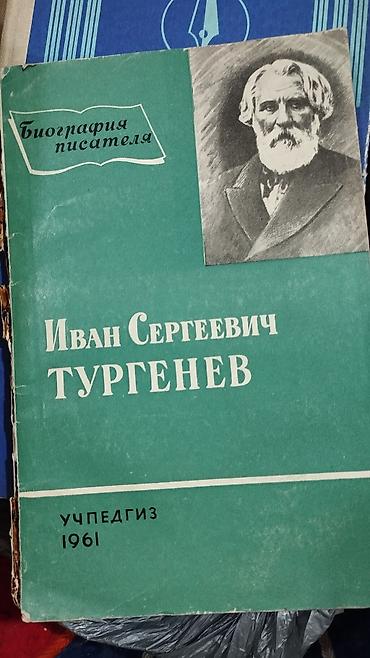 Биография
писателя
Иван Сергеевич
ТУРГЕНЕВ
УЧПЕДГИЗ
1961